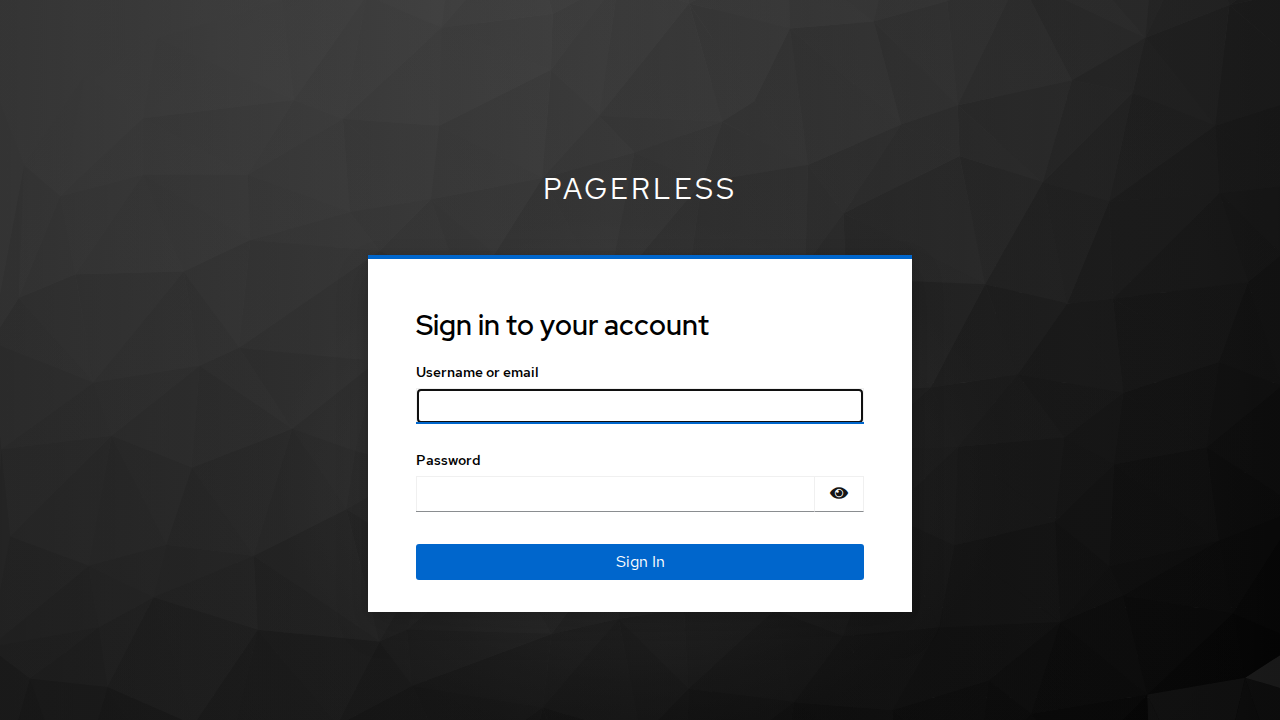 PAGERLESS
Sign in to your account
Username or email
Password
Sign In